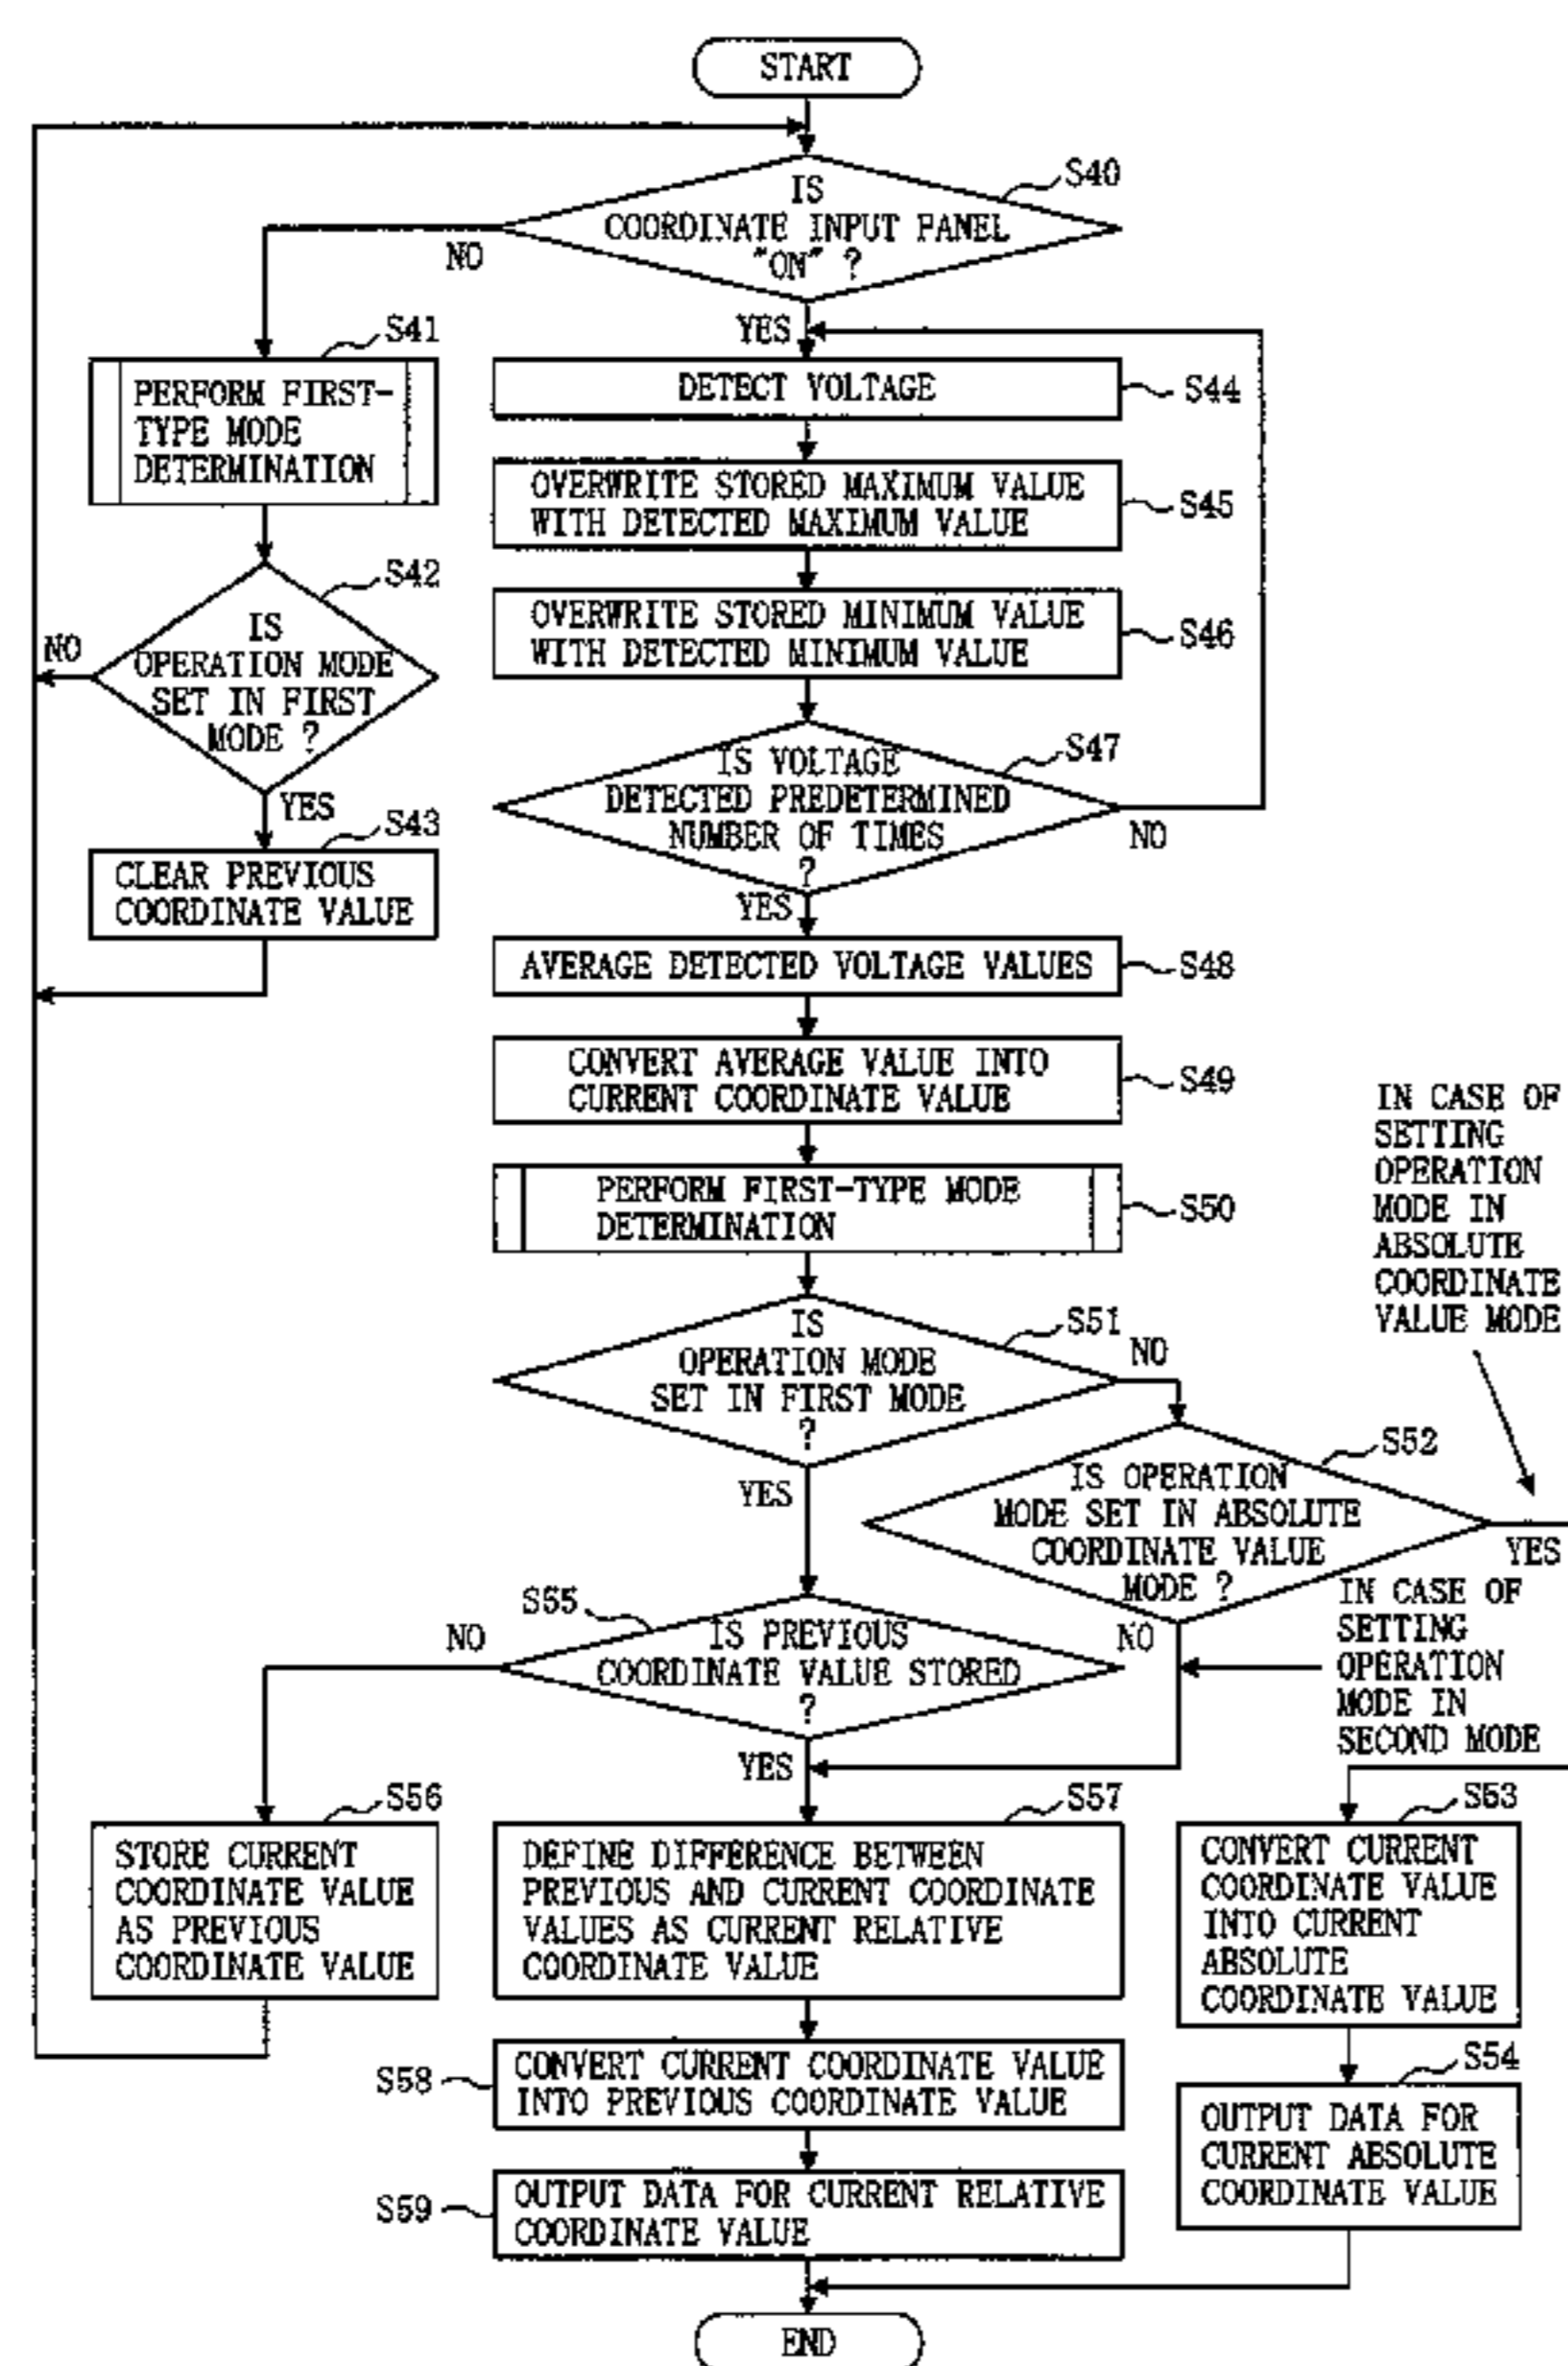 START
S40
IS
COORDINATE INPUT PANEL
"ON" ?
NO
YES
S41
PERFORM FIRST-
TYPE MODE
DETERMINATION
DETECT VOLTAGE
S44
OVERWRITE STORED MAXIMUM VALUE
WITH DETECTED MAXIMUM VALUE
S45
S42
IS
OPERATION MODE
SET IN FIRST
MODE ?
NO
YES
OVERWRITE STORED MINIMUM VALUE
WITH DETECTED MINIMUM VALUE
S46
S47
IS VOLTAGE
DETECTED PREDETERMINED
NUMBER OF TIMES
?
NO
YES
S43
CLEAR PREVIOUS
COORDINATE VALUE
AVERAGE DETECTED VOLTAGE VALUES
S48
CONVERT AVERAGE VALUE INTO
CURRENT COORDINATE VALUE
S49
PERFORM FIRST-TYPE MODE
DETERMINATION
S50
IN CASE OF
SETTING
OPERATION
MODE IN
ABSOLUTE
COORDINATE
VALUE MODE
S51
IS
OPERATION MODE
SET IN FIRST MODE
?
NO
YES
S52
IS OPERATION
MODE SET IN ABSOLUTE
COORDINATE VALUE
MODE ?
YES
NO
IN CASE OF
SETTING
OPERATION
MODE IN
SECOND MODE
S55
IS PREVIOUS
COORDINATE VALUE STORED
?
NO
YES
S56
STORE CURRENT
COORDINATE VALUE
AS PREVIOUS
COORDINATE VALUE
S57
DEFINE DIFFERENCE BETWEEN
PREVIOUS AND CURRENT COORDINATE
VALUES AS CURRENT RELATIVE
COORDINATE VALUE
S53
CONVERT CURRENT
COORDINATE VALUE
INTO CURRENT
ABSOLUTE
COORDINATE VALUE
S58
CONVERT CURRENT COORDINATE VALUE
INTO PREVIOUS COORDINATE VALUE
S54
OUTPUT DATA FOR
CURRENT ABSOLUTE
COORDINATE VALUE
S59
OUTPUT DATA FOR CURRENT RELATIVE
COORDINATE VALUE
END